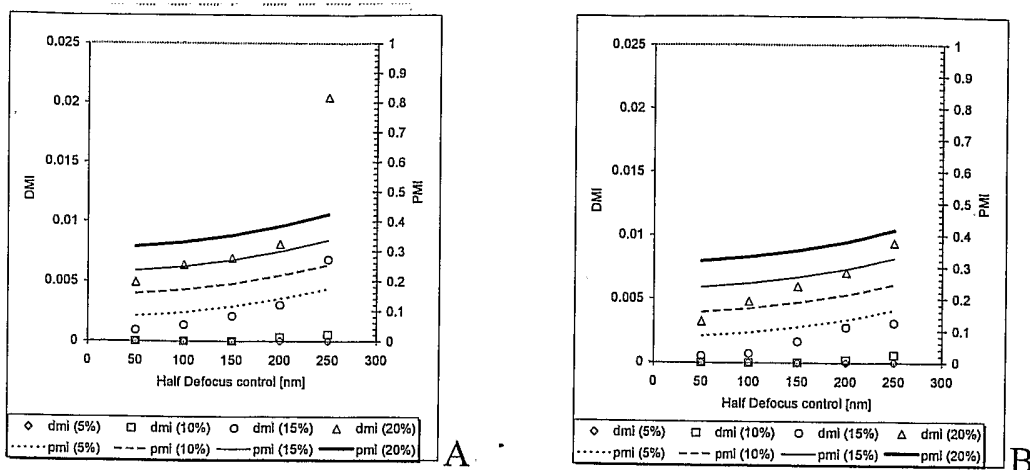 0.025
0.02
0.015
0.01
0.005
0
DMI
1
0.9
0.8
0.7
0.6
0.5
0.4
0.3
0.2
0.1
0
PMI
0 50 100 150 200 250 300
Half Defocus control [nm]
dmi (5%) dmi (10%) dmi (15%) dmi (20%)
pmi (5%) pmi (10%) pmi (15%) pmi (20%)
A
0.025
0.02
0.015
0.01
0.005
0
DMI
1
0.9
0.8
0.7
0.6
0.5
0.4
0.3
0.2
0.1
0
PMI
0 50 100 150 200 250 300
Half Defocus control [nm]
dmi (5%) dmi (10%) dmi (15%) dmi (20%)
pmi (5%) pmi (10%) pmi (15%) pmi (20%)
B